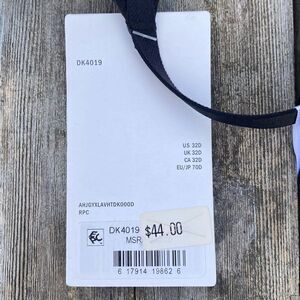 DK4019
US 32D
UK 32D
CA 32D
EU/JP 70D
RPC
DK4019 $44.00
MSR
6 17914 19862 6